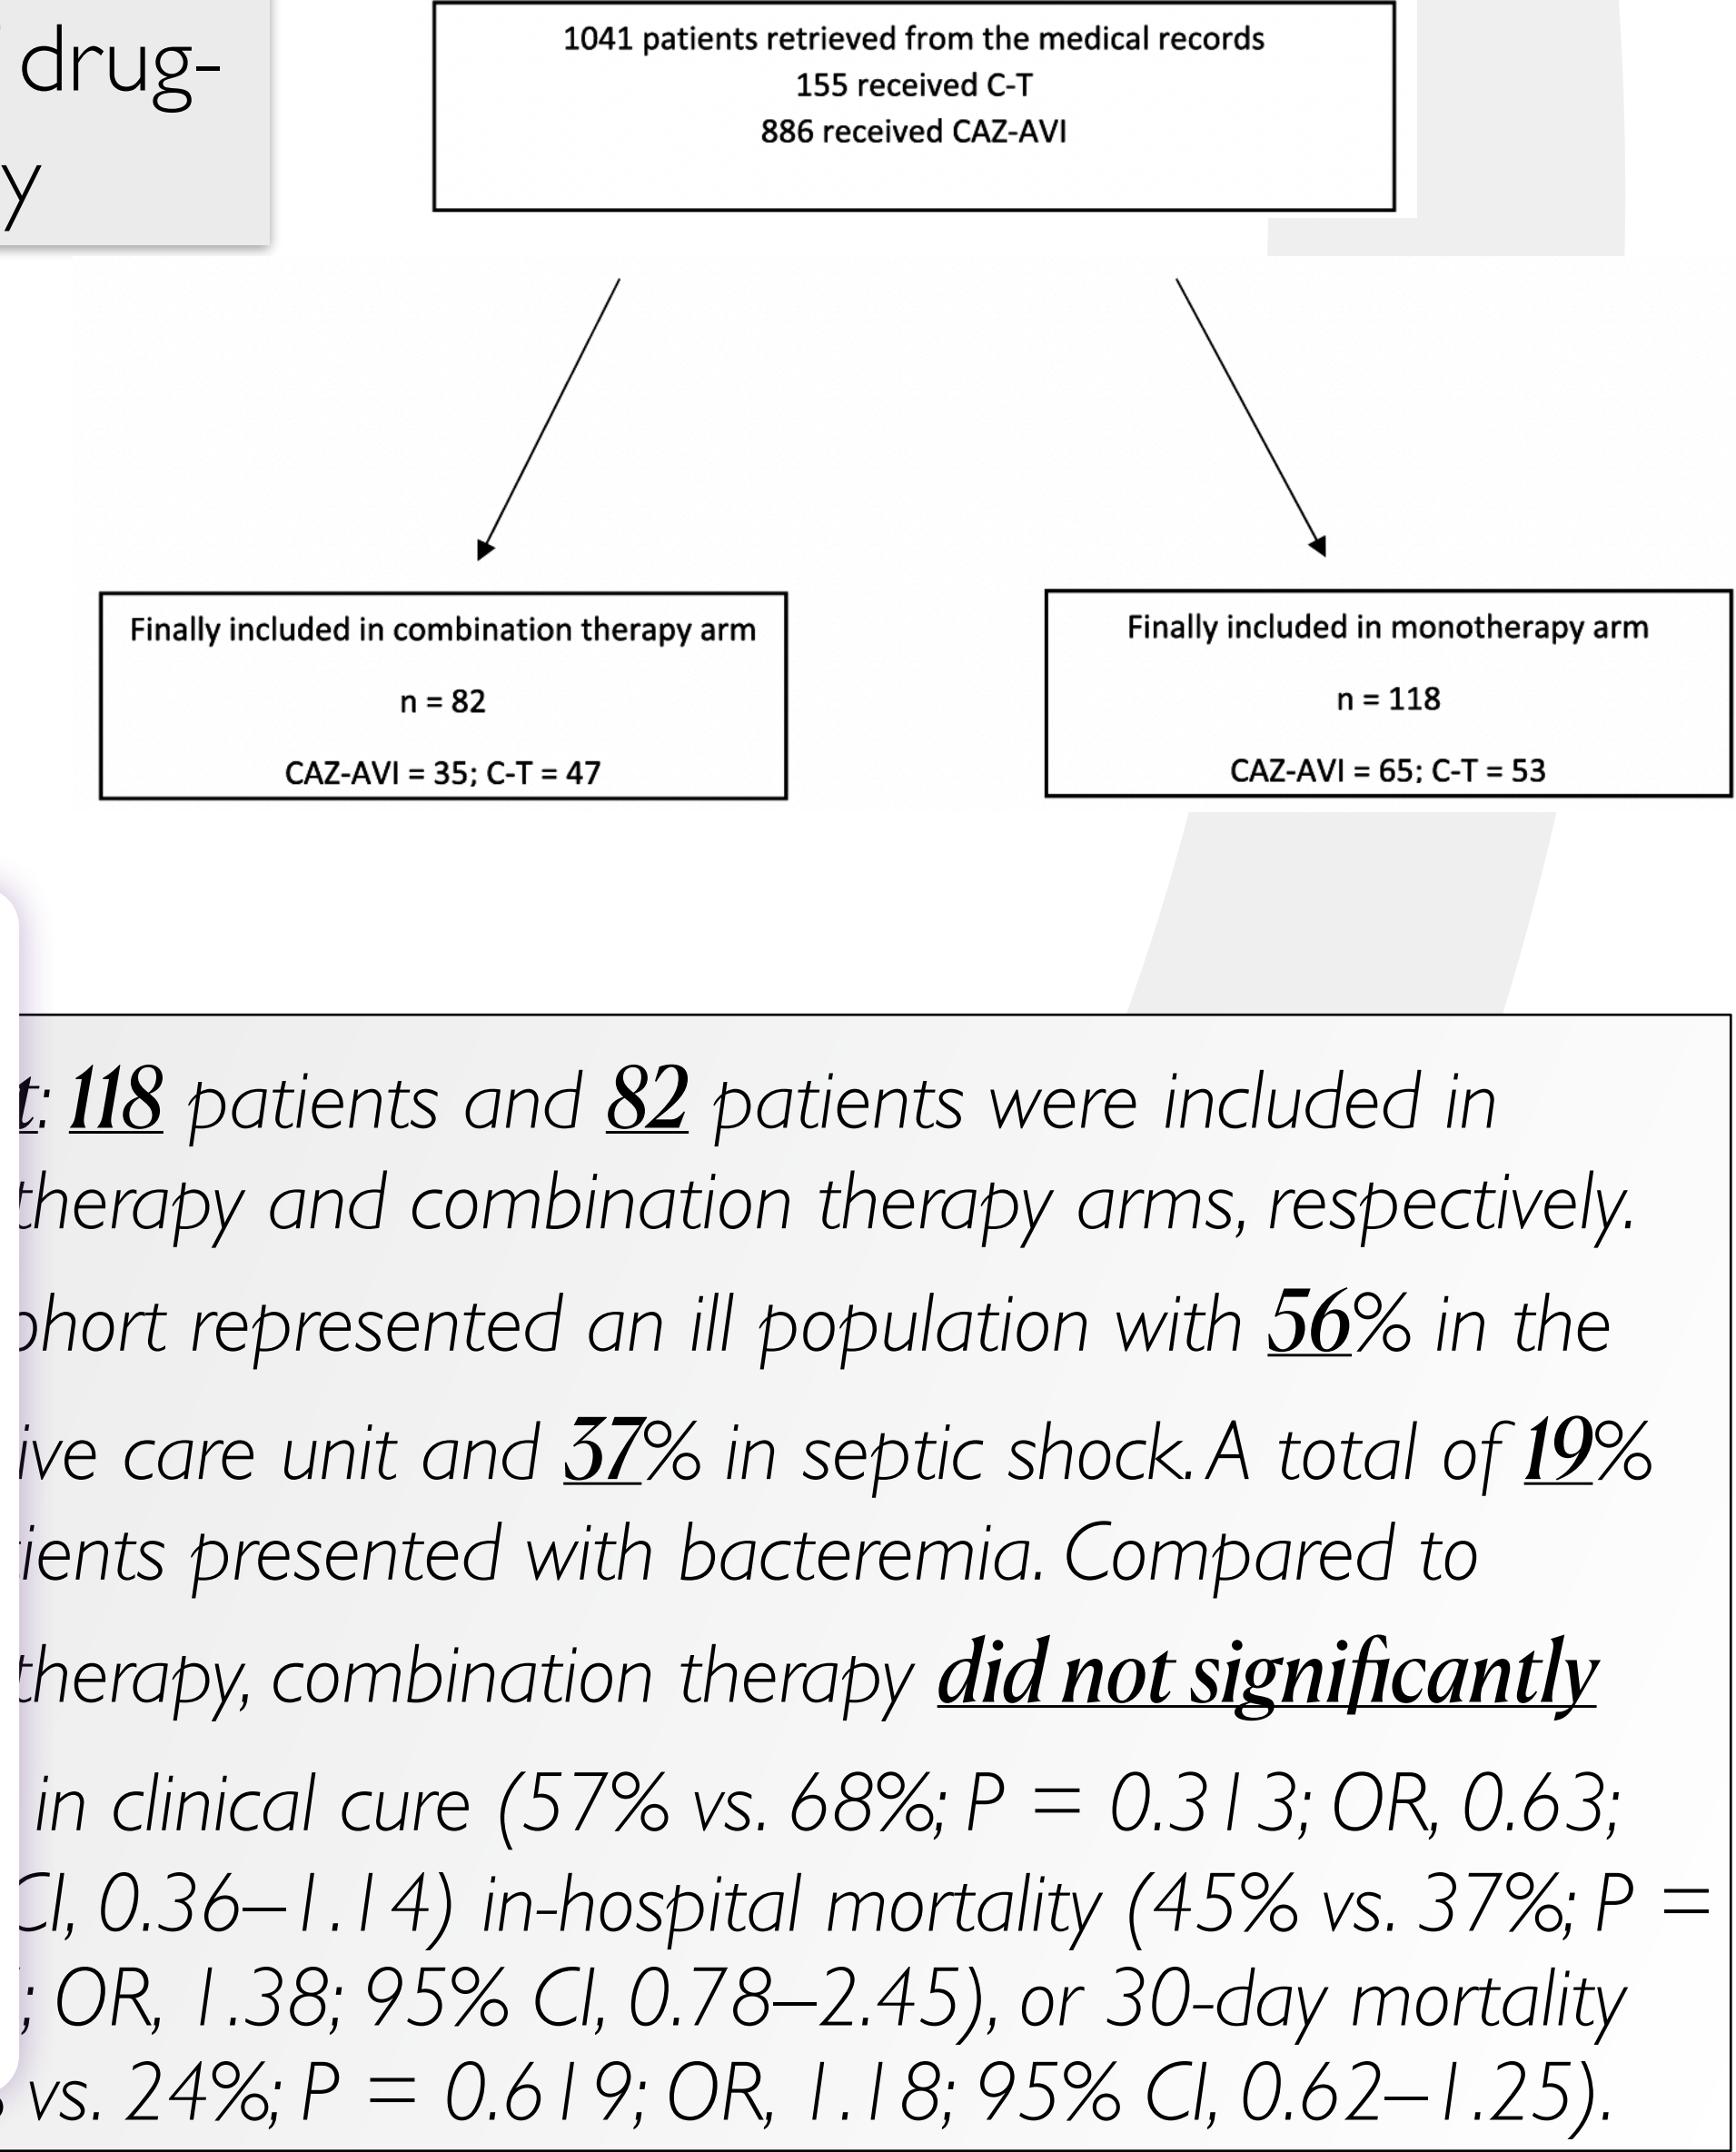 drug-
y
1041 patients retrieved from the medical records
155 received C-T
886 received CAZ-AVI
Finally included in combination therapy arm
n = 82
CAZ-AVI = 35; C-T = 47
Finally included in monotherapy arm
n = 118
CAZ-AVI = 65; C-T = 53
t: 118 patients and 82 patients were included in
therapy and combination therapy arms, respectively.
ohort represented an ill population with 56% in the
ive care unit and 37% in septic shock. A total of 19%
ients presented with bacteremia. Compared to
therapy, combination therapy did not significantly
in clinical cure (57% vs. 68%; P = 0.313; OR, 0.63;
CI, 0.36–1.14) in-hospital mortality (45% vs. 37%; P =
; OR, 1.38; 95% CI, 0.78–2.45), or 30-day mortality
vs. 24%; P = 0.619; OR, 1.18; 95% CI, 0.62–1.25).